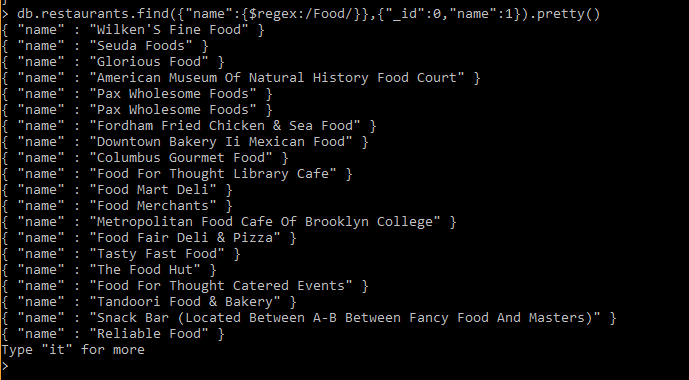 > db.restaurants.find({"name":{$regex:/Food/}},{"_id":0,"name":1}).pretty()
{ "name" : "Wilken'S Fine Food" }
{ "name" : "Seuda Foods" }
{ "name" : "Glorious Food" }
{ "name" : "American Museum Of Natural History Food Court" }
{ "name" : "Pax Wholesome Foods" }
{ "name" : "Pax Wholesome Foods" }
{ "name" : "Fordham Fried Chicken & Sea Food" }
{ "name" : "Downtown Bakery Ii Mexican Food" }
{ "name" : "Columbus Gourmet Food" }
{ "name" : "Food For Thought Library Cafe" }
{ "name" : "Food Mart Deli" }
{ "name" : "Food Merchants" }
{ "name" : "Metropolitan Food Cafe Of Brooklyn College" }
{ "name" : "Food Fair Deli & Pizza" }
{ "name" : "Tasty Fast Food" }
{ "name" : "The Food Hut" }
{ "name" : "Food For Thought Catered Events" }
{ "name" : "Tandoori Food & Bakery" }
{ "name" : "Snack Bar (Located Between A-B Between Fancy Food And Masters)" }
{ "name" : "Reliable Food" }
Type "it" for more
>